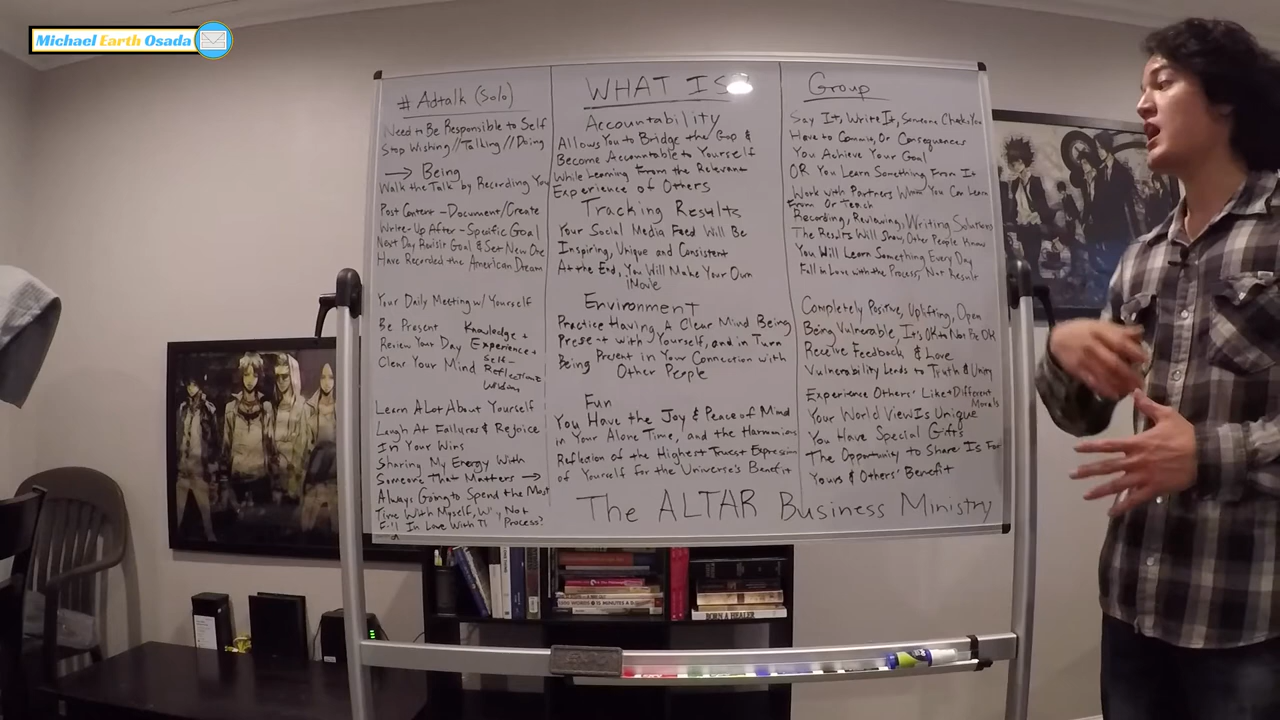 Michael Earth Osada
# Adtalk (Solo)
Need to Be Responsible to Self
Stop Wishing//Talking//Doing
→ Being
Walk the Talk by Recording You
Post Content - Document/Create
Write-Up After - Specific Goal
Next Day Revisit Goal & Set New One
Have Recorded the American Dream
Your Daily Meeting w/ Yourself
Be Present
Review Your Day
Clear Your Mind
Knowledge +
Experience +
Self-
Reflection =
Wisdom
Learn A Lot About Yourself
Laugh At Failures & Rejoice
In Your Wins
Sharing My Energy With
Someone That Matters →
Always Going to Spend the Most
Time With Myself, Why Not
Fall In Love With This Process?
WHAT IS
Accountability
Allows You to Bridge the Gap &
Become Accountable to Yourself
While Learning From the Relevant
Experience of Others
Tracking Results
Your Social Media Feed Will Be
Inspiring, Unique and Consistent
At the End, You Will Make Your Own
iMovie
Environment
Practice Having A Clear Mind Being
Present with Yourself, and in Turn
Being Present in Your Connection with
Other People
Fun
You Have the Joy & Peace of Mind
in Your Alone Time, and the Harmonious
Reflection of the Highest Truest Expression
of Yourself for the Universe's Benefit
The ALTAR Business Ministry
Group
Say It, Write It, Someone Checks You
Have to Commit, Or Consequences
You Achieve Your Goal
OR You Learn Something From It
Work with Partners Whom You Can Learn
From Or Teach
Recording, Reviewing, Writing Solutions
The Results Will Show, Other People Know
You Will Learn Something Every Day
Fall in Love with the Process, Not Result
Completely Positive, Uplifting, Open
Being Vulnerable, It's OK to Not Be OK
Receive Feedback & Love
Vulnerability Leads to Truth & Unity
Experience Others' Like & Different
Morals
Your World View Is Unique
You Have Special Gifts
The Opportunity to Share Is For
Yours & Others' Benefit
BORN A HEALER
EXPO